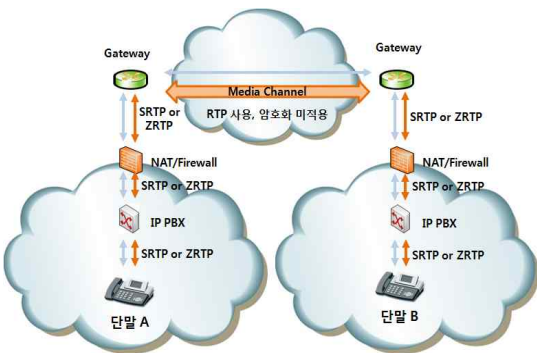 Gateway
Gateway
Media Channel
RTP 사용, 암호화 미적용
SRTP or
ZRTP
SRTP or ZRTP
NAT/Firewall
NAT/Firewall
SRTP or ZRTP
SRTP or ZRTP
IP PBX
IP PBX
SRTP or ZRTP
SRTP or ZRTP
단말 A
단말 B